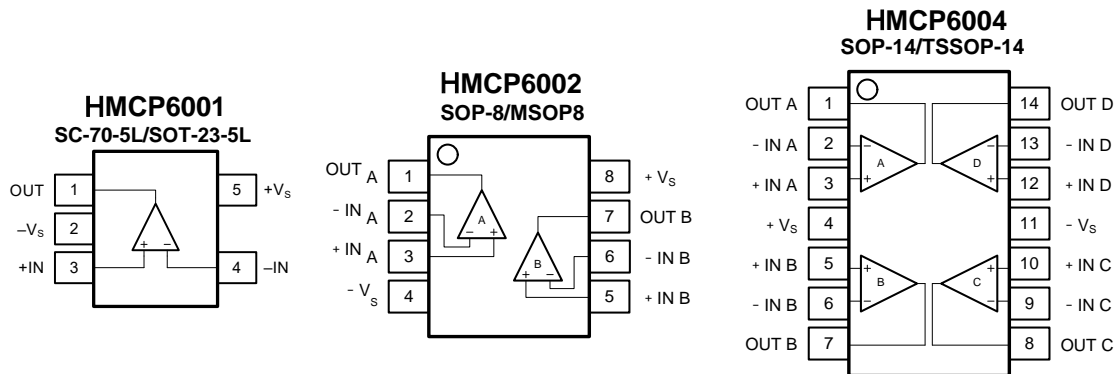 HMCP6001
SC-70-5L/SOT-23-5L
OUT 1 5 +VS
–VS 2
+IN 3 + – 4 –IN
HMCP6002
SOP-8/MSOP8
OUT A 1 8 + VS
- IN A 2 A 7 OUT B
+ IN A 3 – + B 6 - IN B
- VS 4 + – 5 + IN B
HMCP6004
SOP-14/TSSOP-14
OUT A 1 14 OUT D
- IN A 2 – – 13 - IN D
A D
+ IN A 3 + + 12 + IN D
+ VS 4 11 - VS
+ IN B 5 + + 10 + IN C
B C
- IN B 6 – – 9 - IN C
OUT B 7 8 OUT C